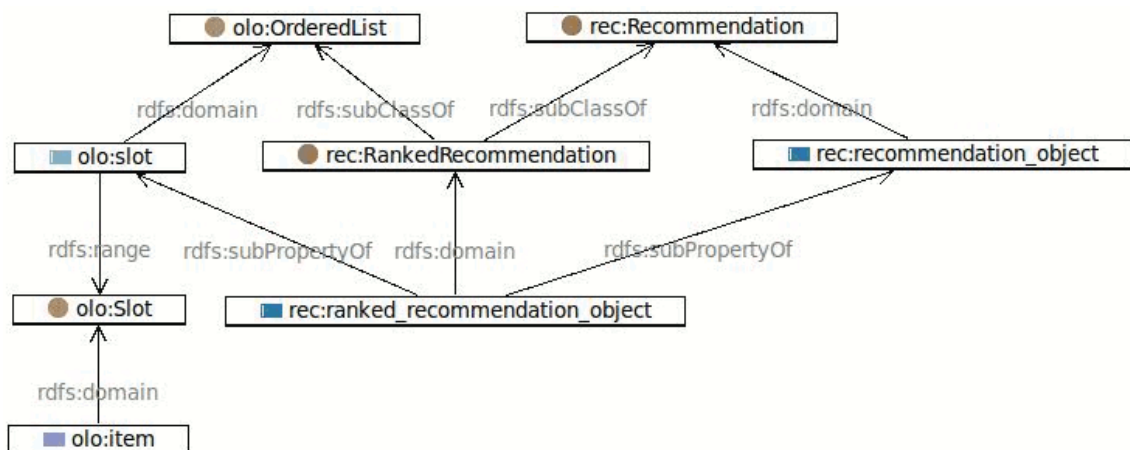 olo:OrderedList
rec:Recommendation
rdfs:domain
rdfs:subClassOf
rdfs:subClassOf
rdfs:domain
olo:slot
rec:RankedRecommendation
rec:recommendation_object
rdfs:range
rdfs:subPropertyOf
rdfs:domain
rdfs:subPropertyOf
olo:Slot
rec:ranked_recommendation_object
rdfs:domain
olo:item